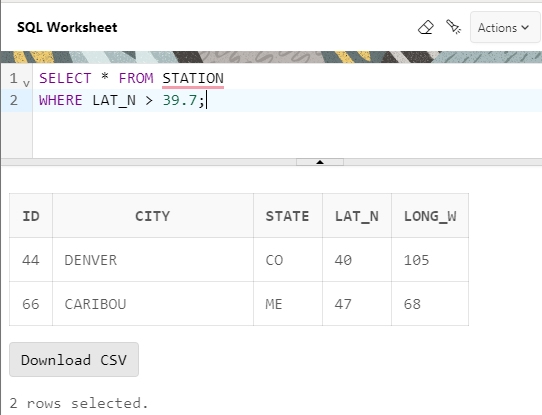 SQL Worksheet
Actions
1 SELECT * FROM STATION
2 WHERE LAT_N > 39.7;
ID CITY STATE LAT_N LONG_W
44 DENVER CO 40 105
66 CARIBOU ME 47 68
Download CSV
2 rows selected.